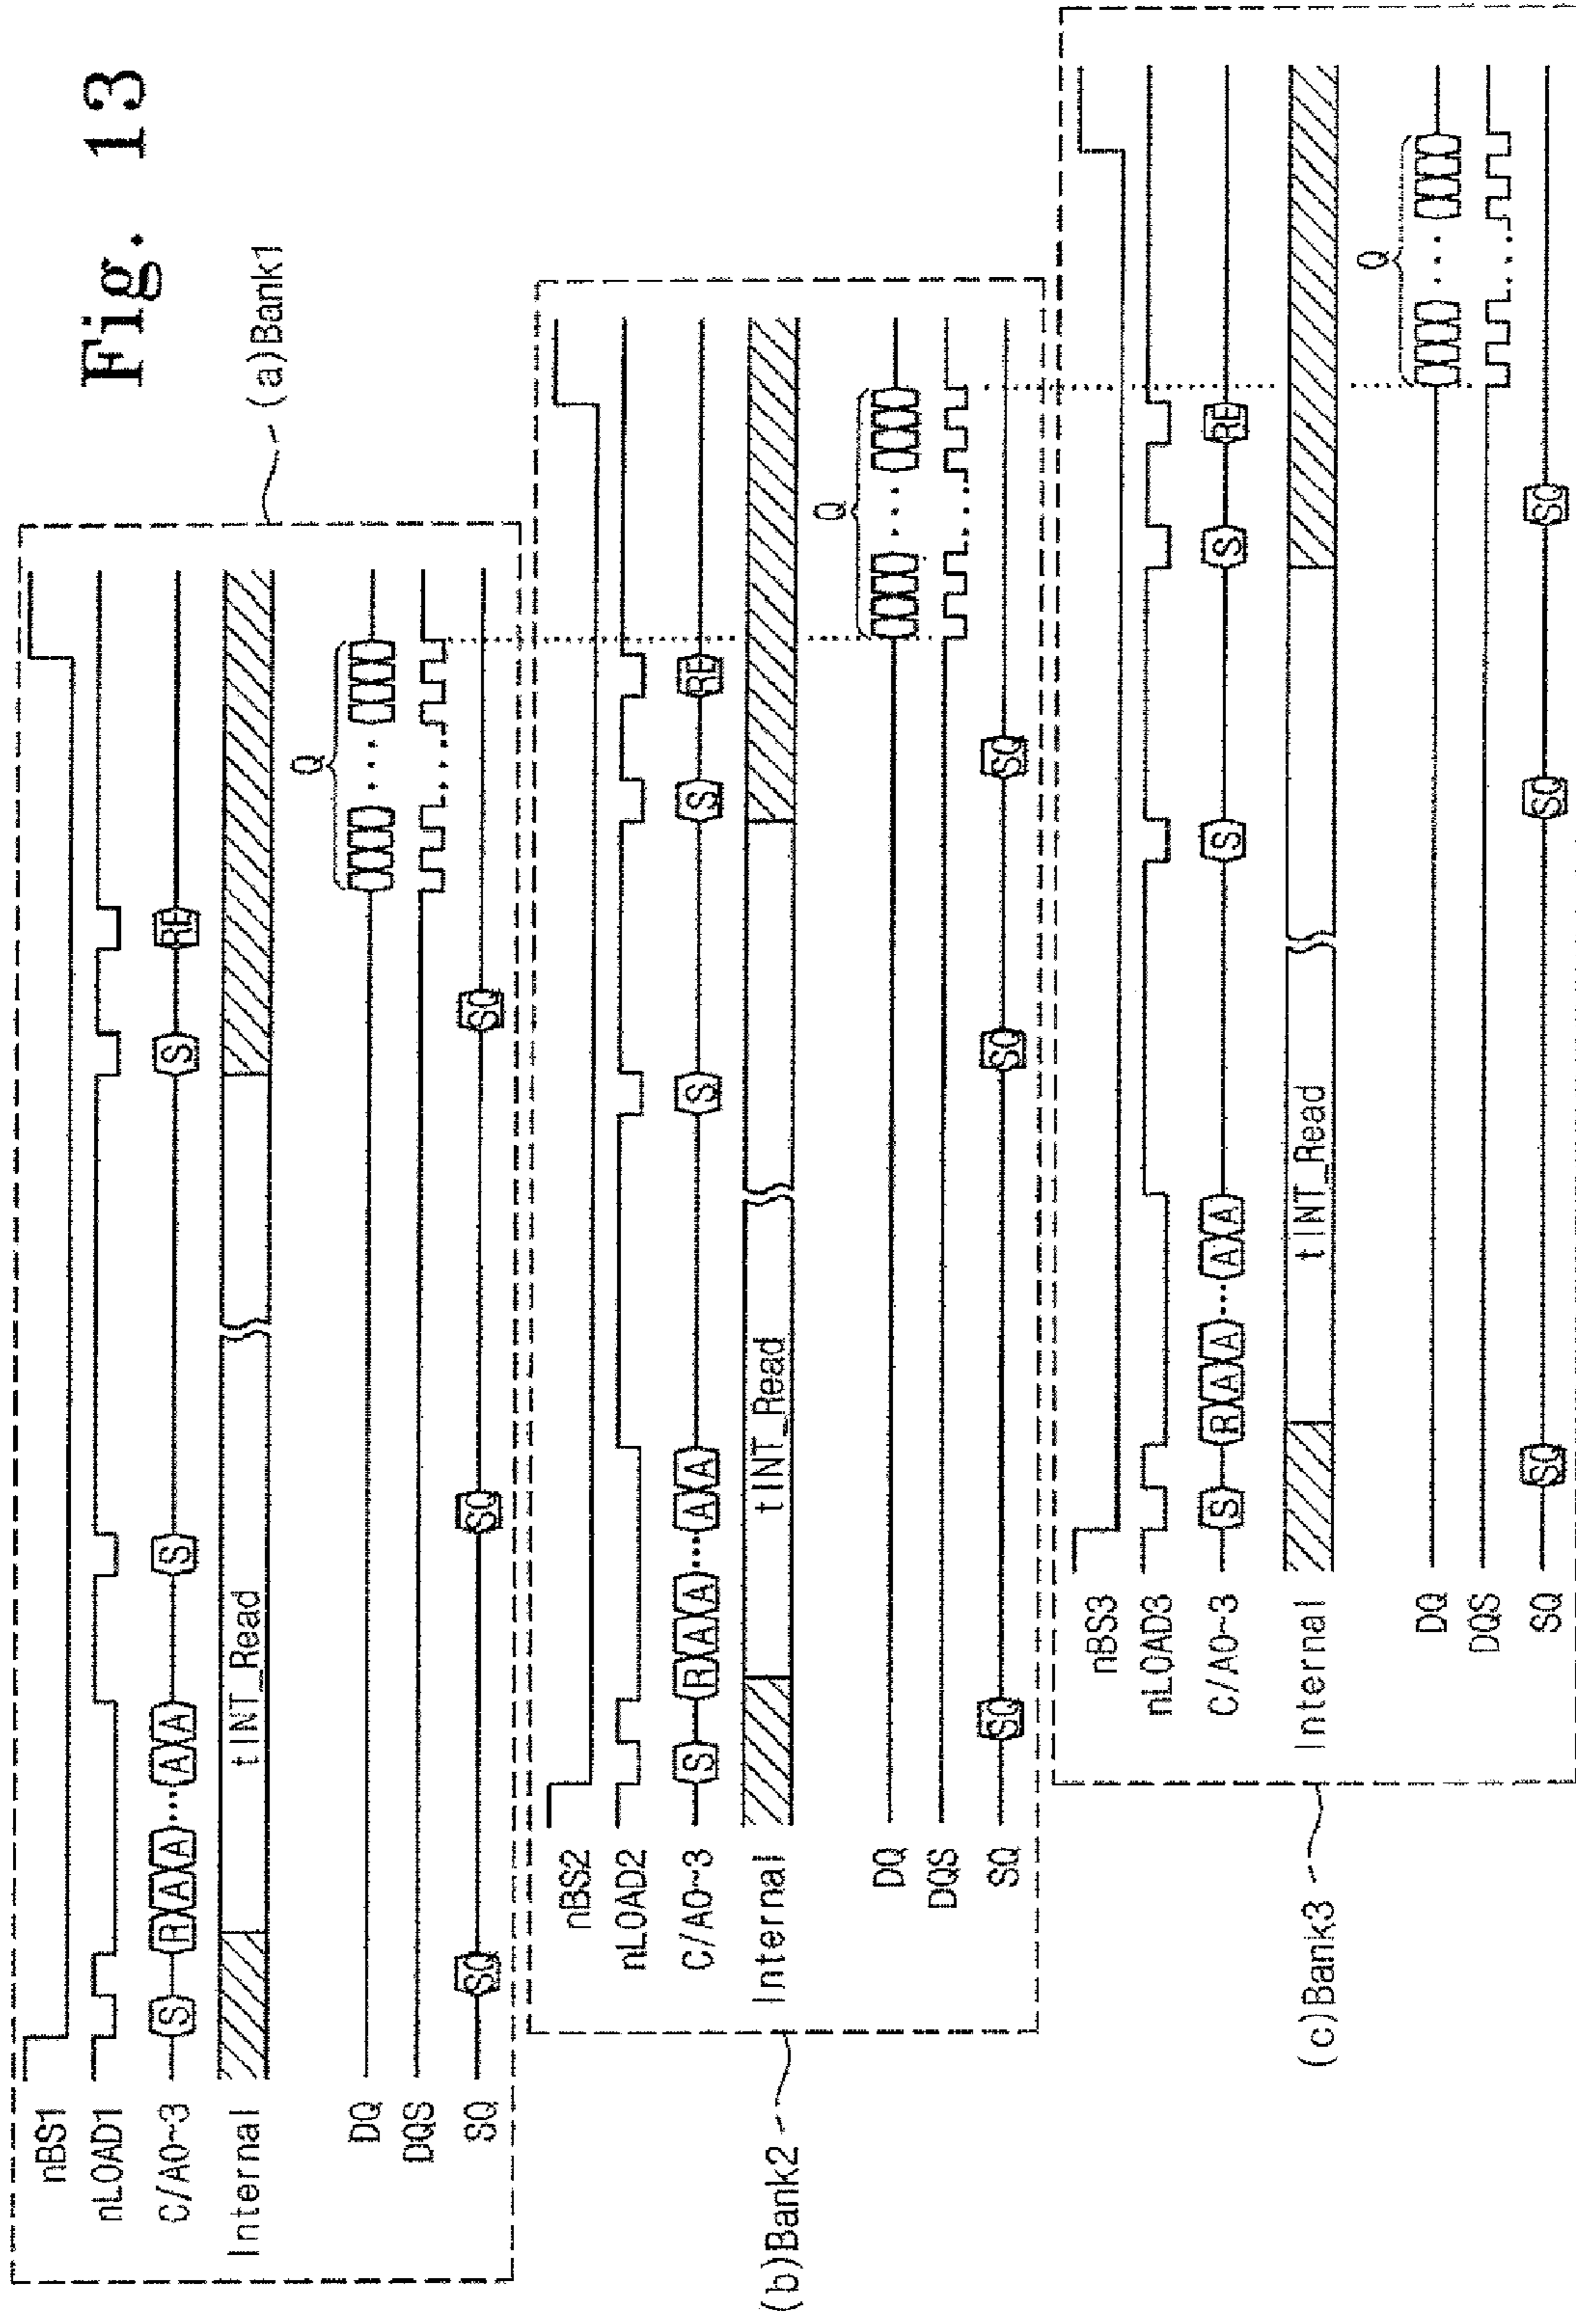 Fig. 13
(a)Bank1
nBS1
nLOAD1
C/A0~3 S R A A A ... A A S S RE
Internal tINT_Read
Q
DQ ...
DQS ...
SQ SQ SQ SQ
(b)Bank2
nBS2
nLOAD2
C/A0~3 S R A A A ... A A S S RE
Internal tINT_Read
Q
DQ ...
DQS ...
SQ SQ SQ SQ
(c)Bank3
nBS3
nLOAD3
C/A0~3 S R A A A ... A A S S RE
Internal tINT_Read
Q
DQ ...
DQS ...
SQ SQ SQ SQ